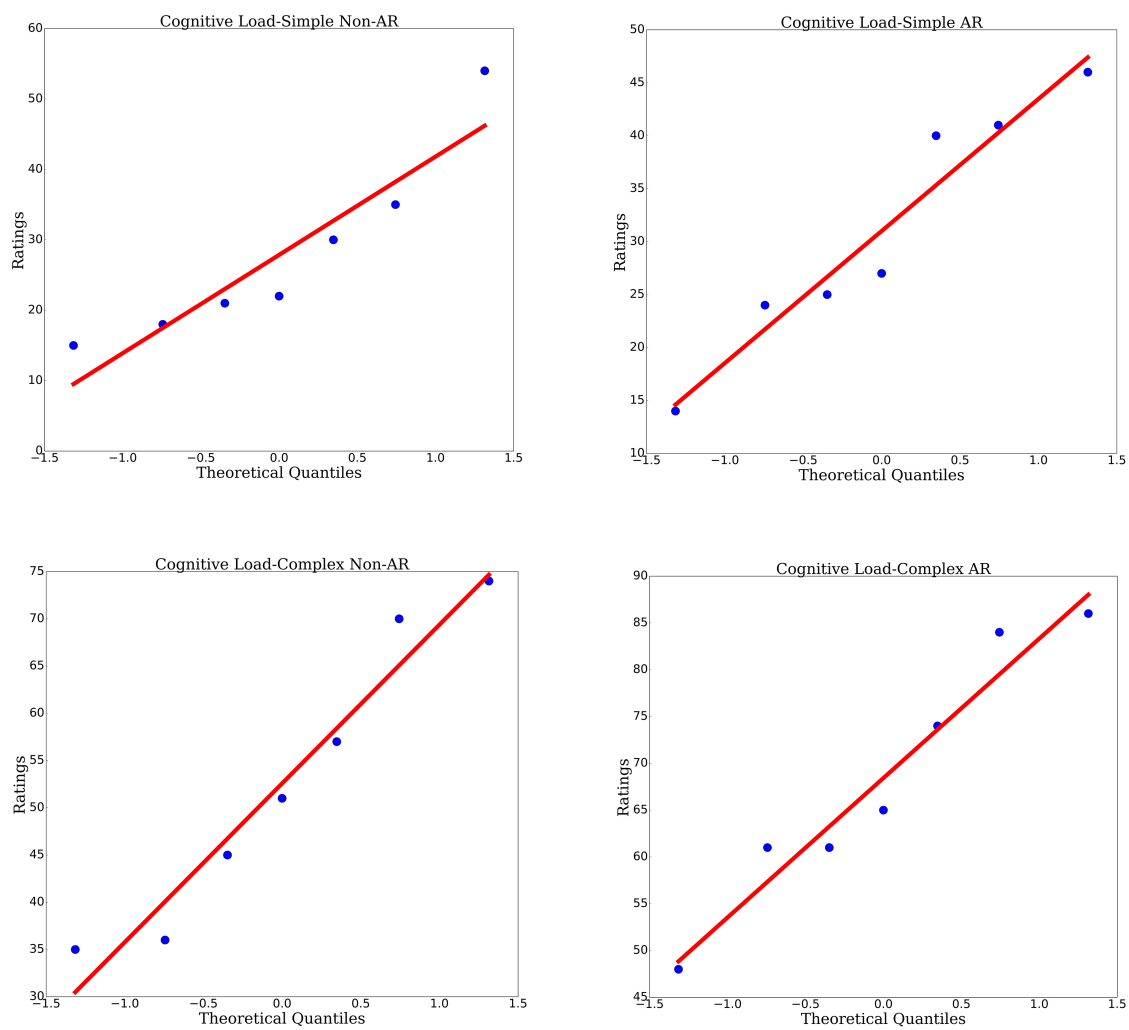 Cognitive Load-Simple Non-AR
60
50
40
30
20
10
0
Ratings
−1.5 −1.0 −0.5 0.0 0.5 1.0 1.5
Theoretical Quantiles
Cognitive Load-Simple AR
50
45
40
35
30
25
20
15
10
Ratings
−1.5 −1.0 −0.5 0.0 0.5 1.0 1.5
Theoretical Quantiles
Cognitive Load-Complex Non-AR
75
70
65
60
55
50
45
40
35
30
Ratings
−1.5 −1.0 −0.5 0.0 0.5 1.0 1.5
Theoretical Quantiles
Cognitive Load-Complex AR
90
85
80
75
70
65
60
55
50
45
Ratings
−1.5 −1.0 −0.5 0.0 0.5 1.0 1.5
Theoretical Quantiles